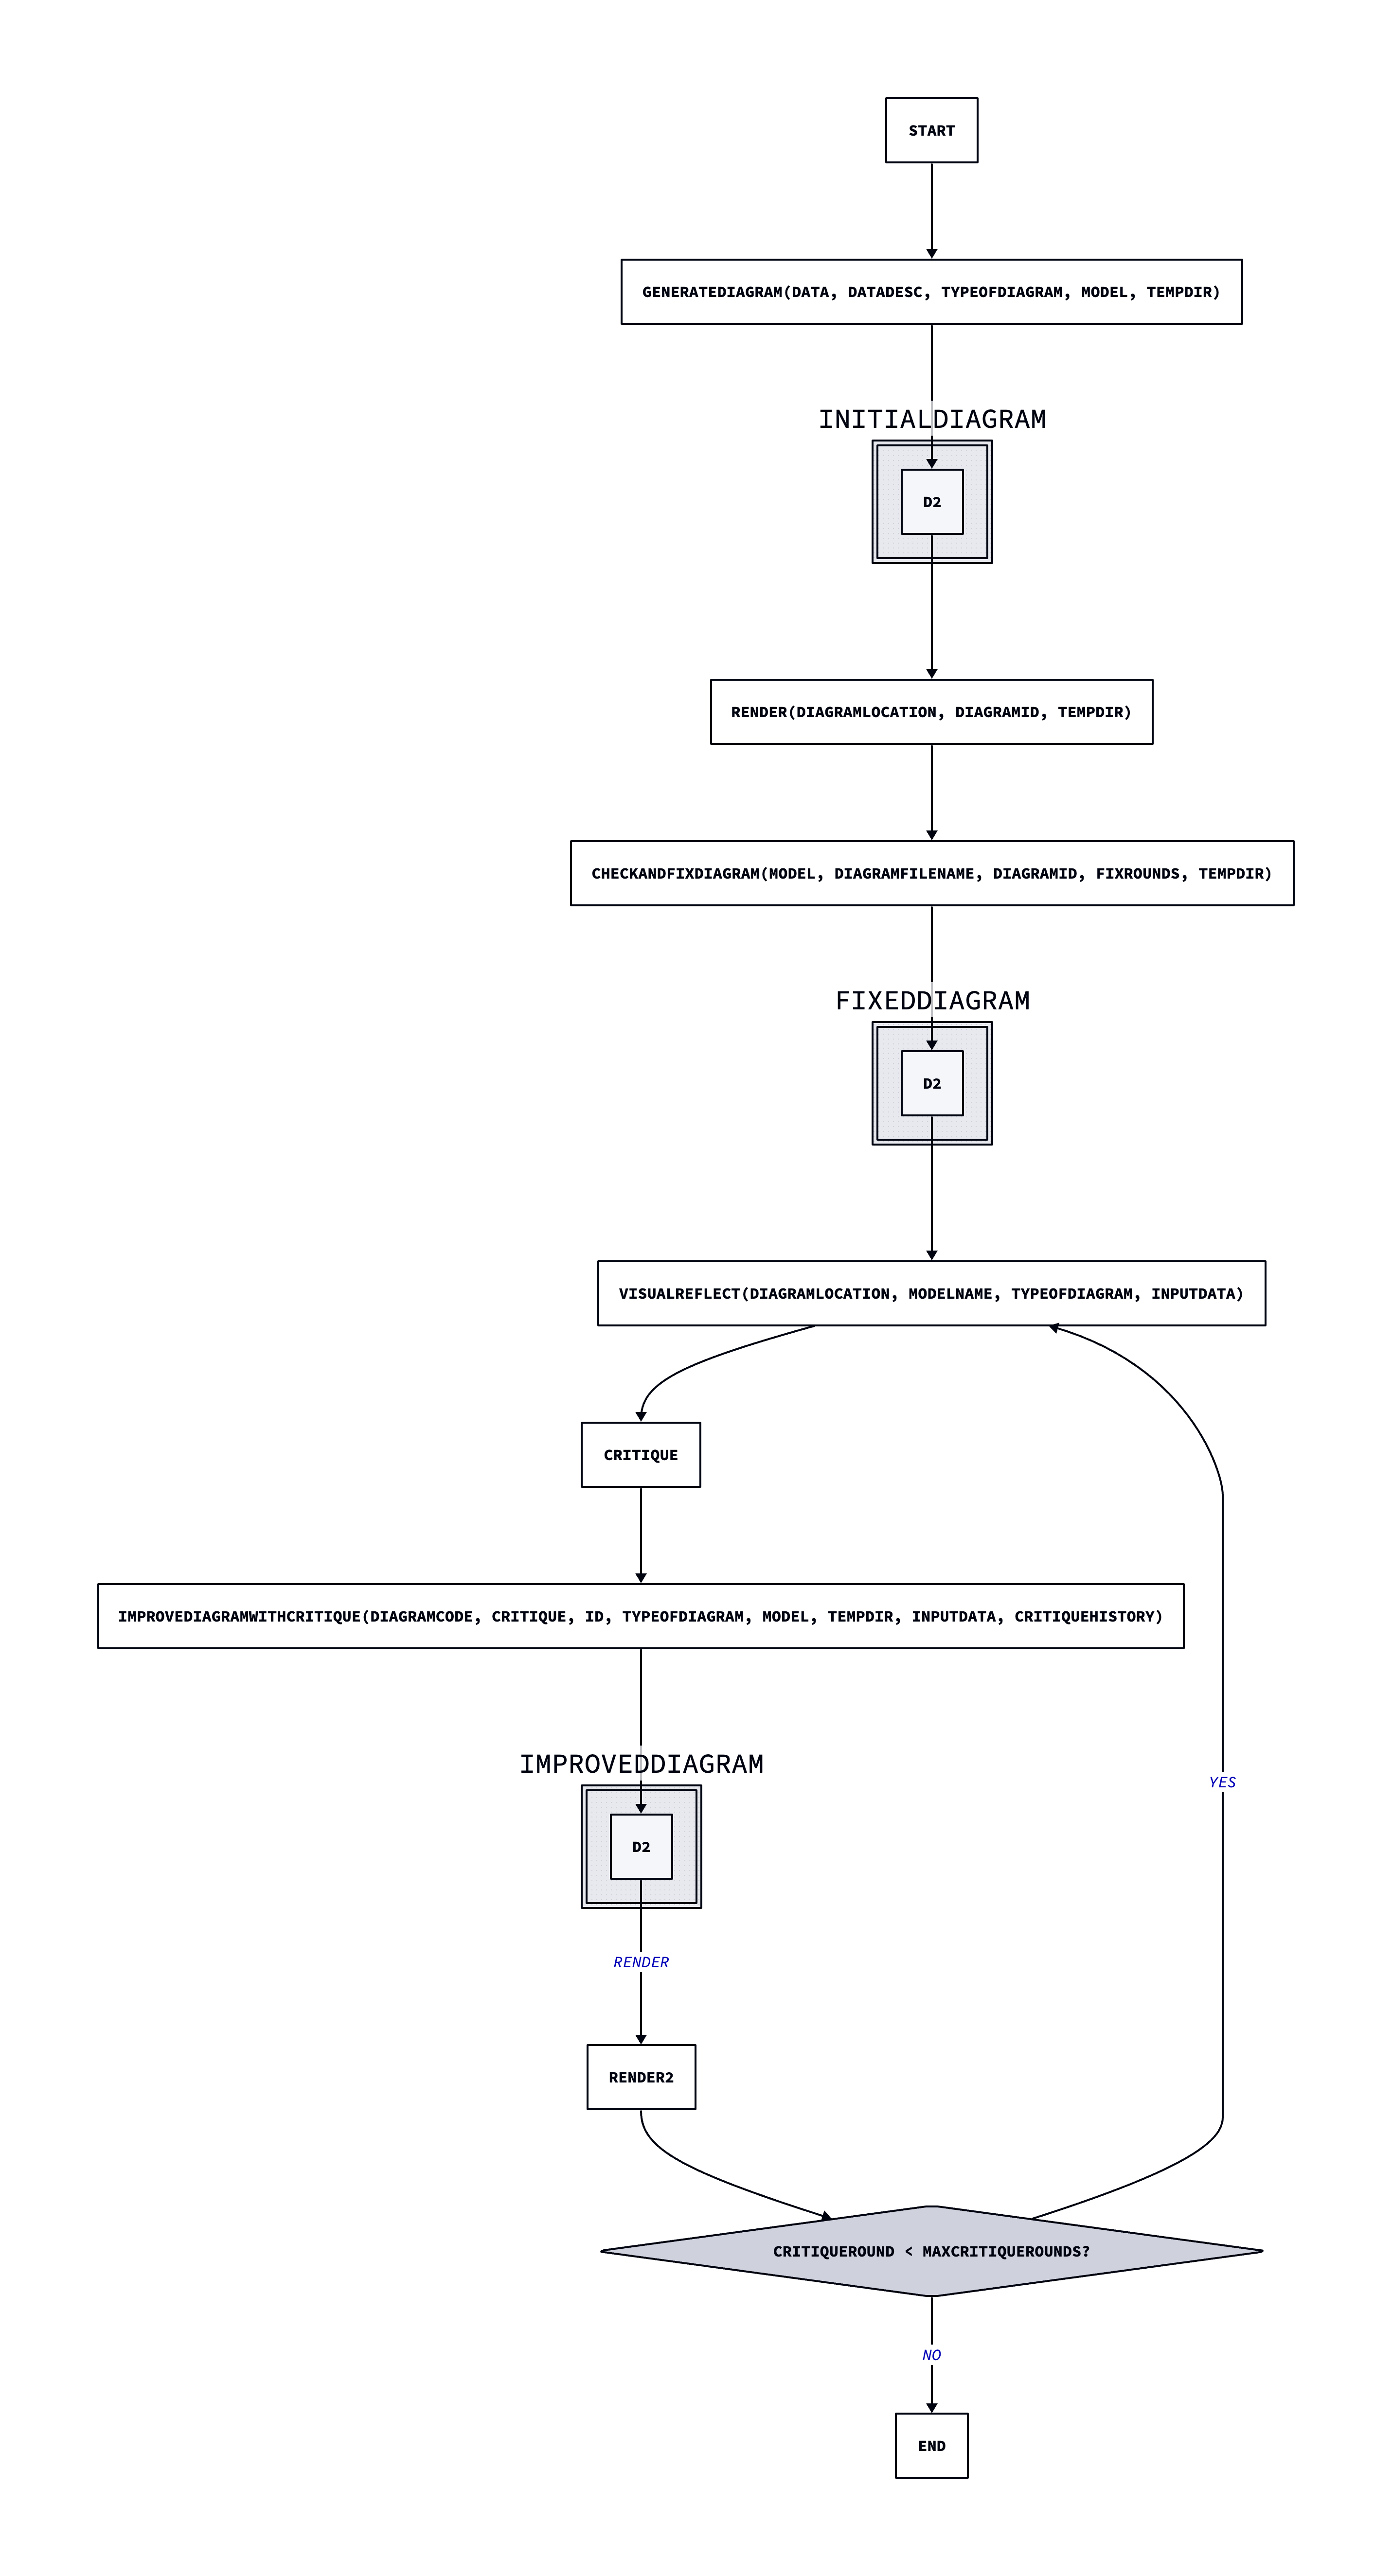 START
GENERATEDIAGRAM(DATA, DATADESC, TYPEOFDIAGRAM, MODEL, TEMPDIR)
INITIALDIAGRAM
D2
RENDER(DIAGRAMLOCATION, DIAGRAMID, TEMPDIR)
CHECKANDFIXDIAGRAM(MODEL, DIAGRAMFILENAME, DIAGRAMID, FIXROUNDS, TEMPDIR)
FIXEDDIAGRAM
D2
VISUALREFLECT(DIAGRAMLOCATION, MODELNAME, TYPEOFDIAGRAM, INPUTDATA)
CRITIQUE
IMPROVEDIAGRAMWITHCRITIQUE(DIAGRAMCODE, CRITIQUE, ID, TYPEOFDIAGRAM, MODEL, TEMPDIR, INPUTDATA, CRITIQUEHISTORY)
IMPROVEDDIAGRAM
YES
D2
RENDER
RENDER2
CRITIQUEROUND < MAXCRITIQUEROUNDS?
NO
END